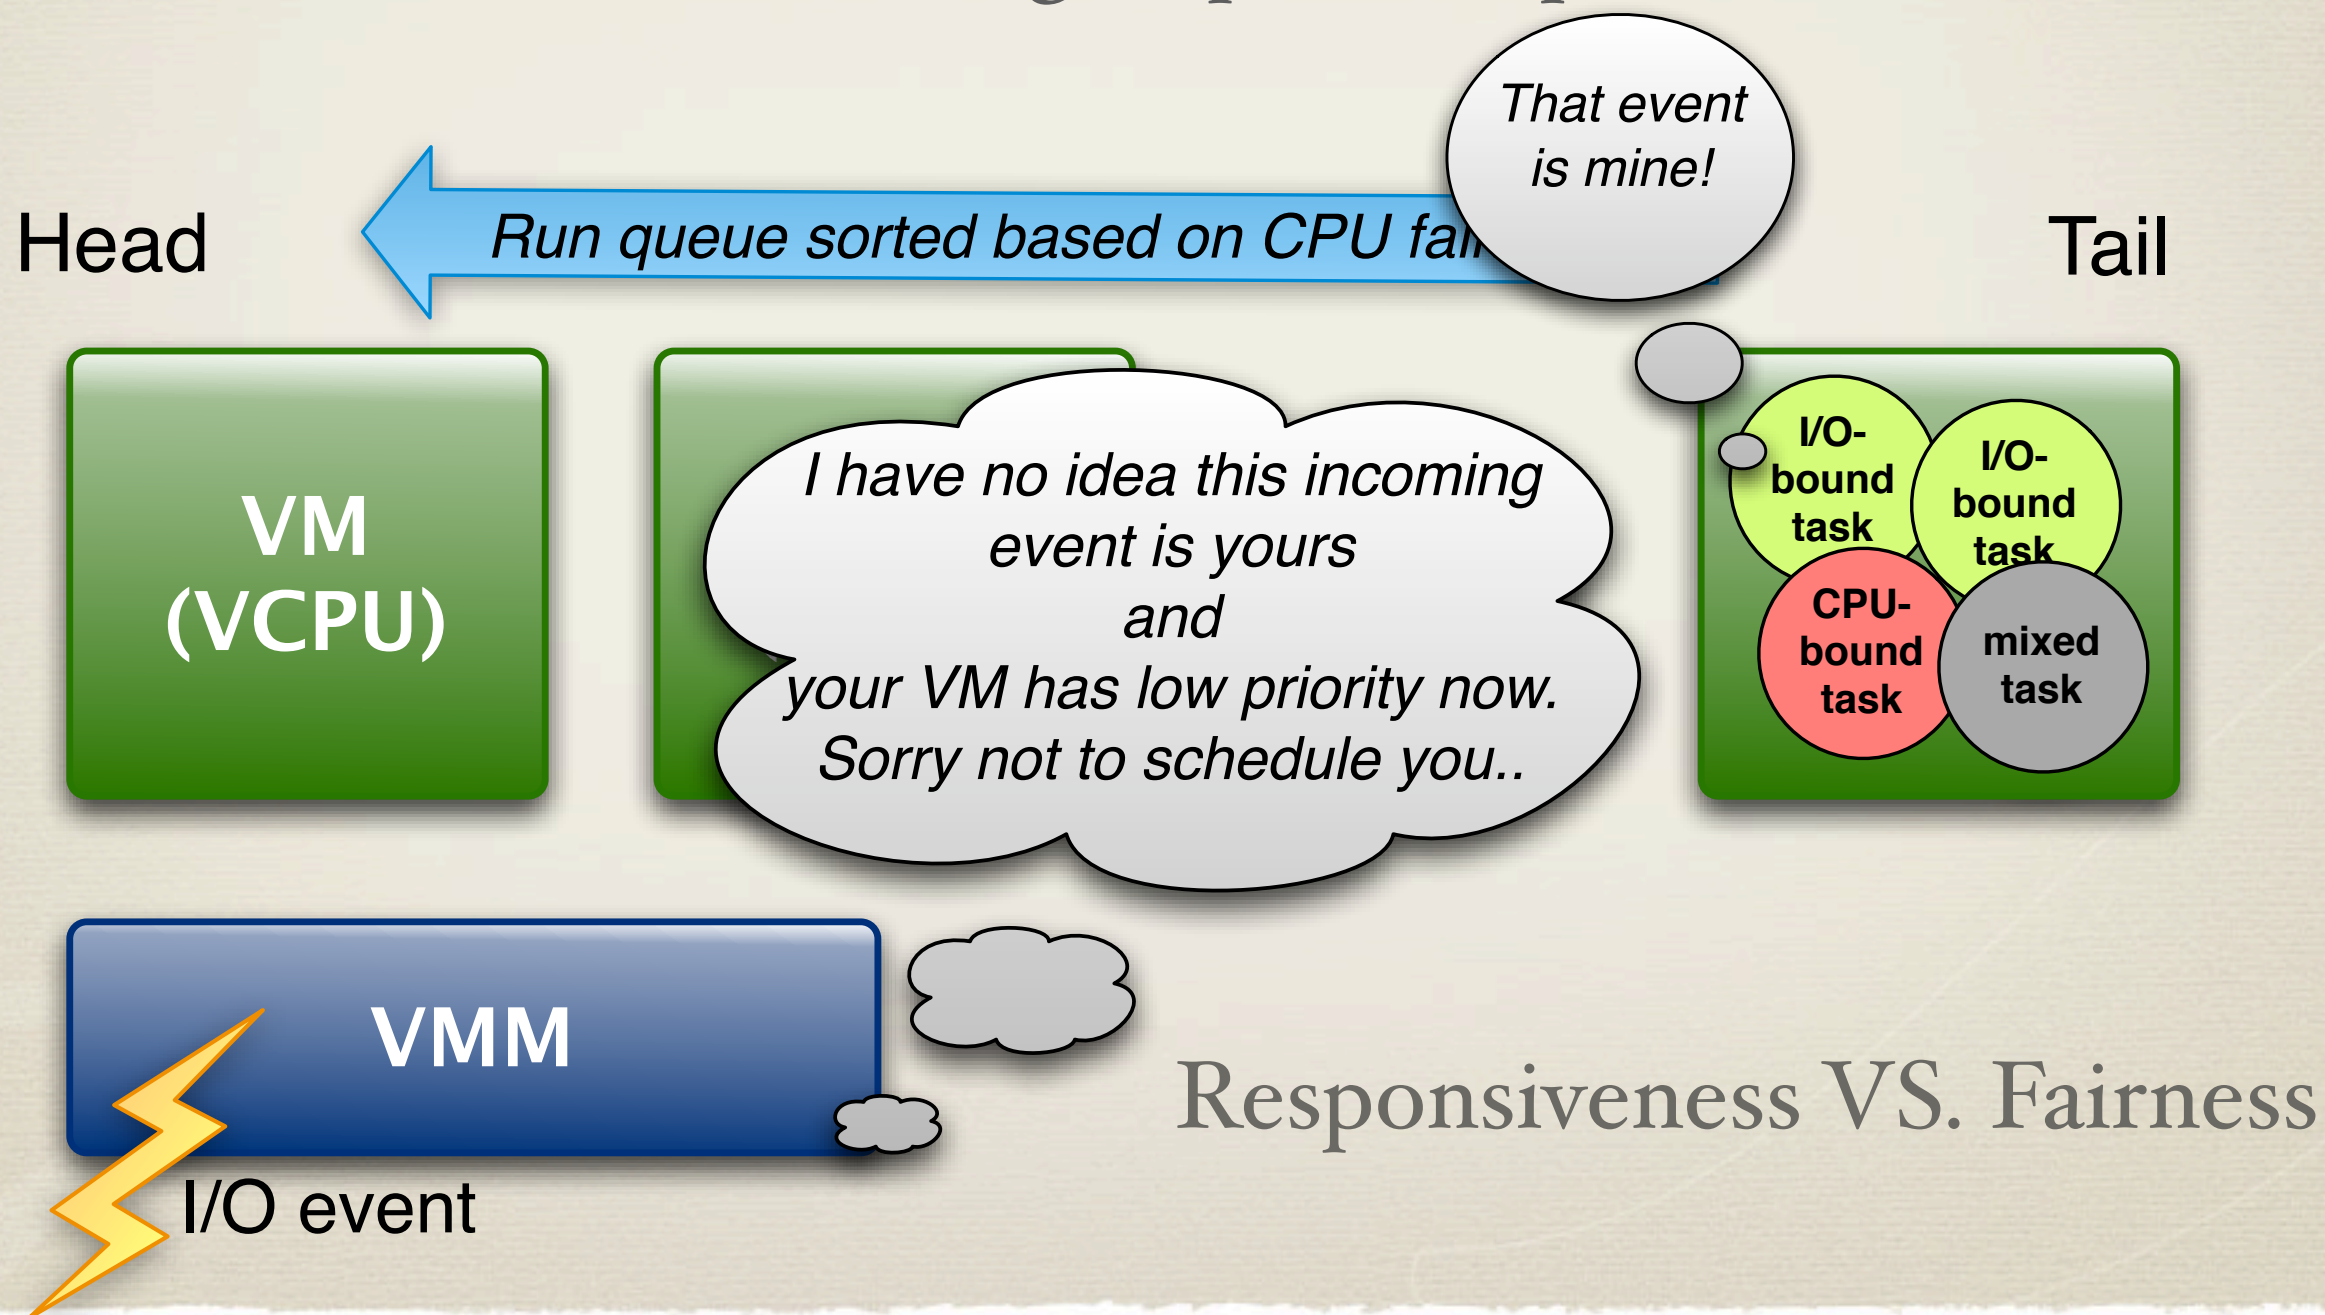 That event
is mine!
Head
Run queue sorted based on CPU
Tail
VM
(VCPU)
I have no idea this incoming
event is yours
and
your VM has low priority now.
Sorry not to schedule you..
I/O-
bound
task
I/O-
bound
task
CPU-
bound
task
mixed
task
VMM
Responsiveness VS. Fairness
I/O event